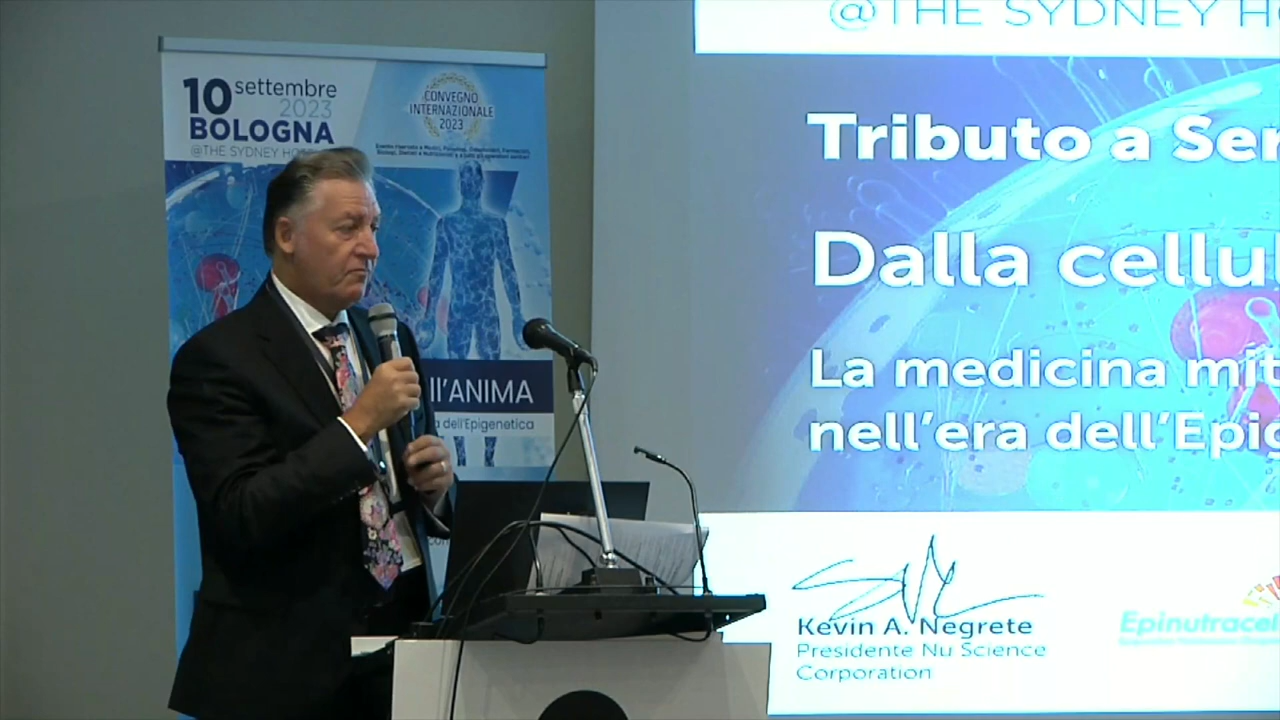 10 settembre
2023
BOLOGNA
@THE SYDNEY HO
CONVEGNO
INTERNAZIONALE
2023
ll'ANIMA
a dell'Epigenetica
@THE SYDNEY H
Tributo a Ser
Dalla cellul
La medicina mit
nell'era dell'Epig
Kevin A. Negrete
Presidente Nu Science
Corporation
Epinutracel